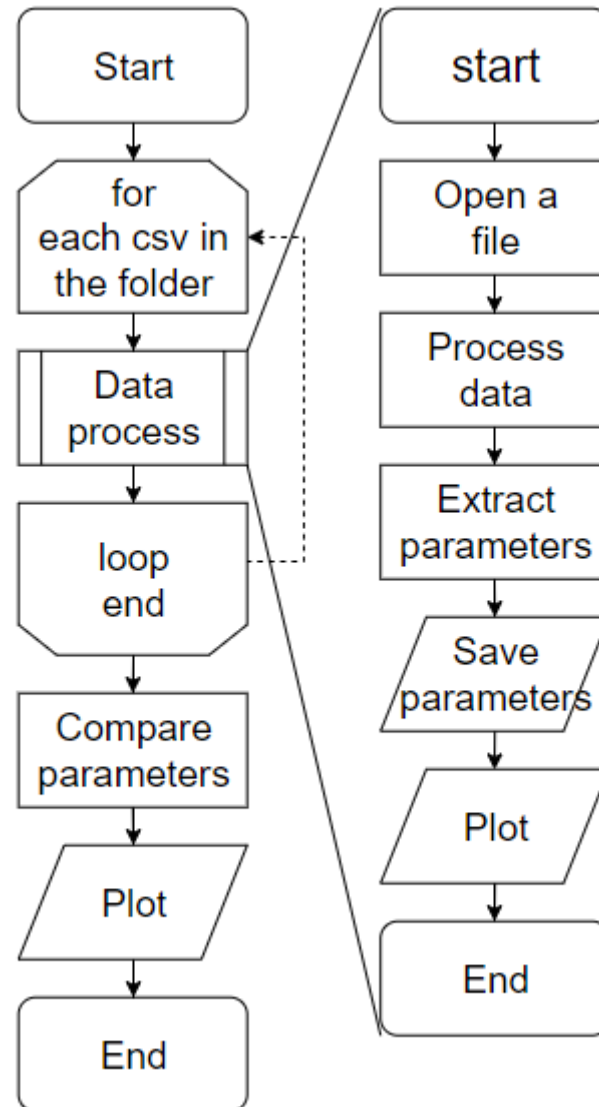 Start
for
each csv in
the folder
Data
process
loop
end
Compare
parameters
Plot
End
start
Open a
file
Process
data
Extract
parameters
Save
parameters
Plot
End